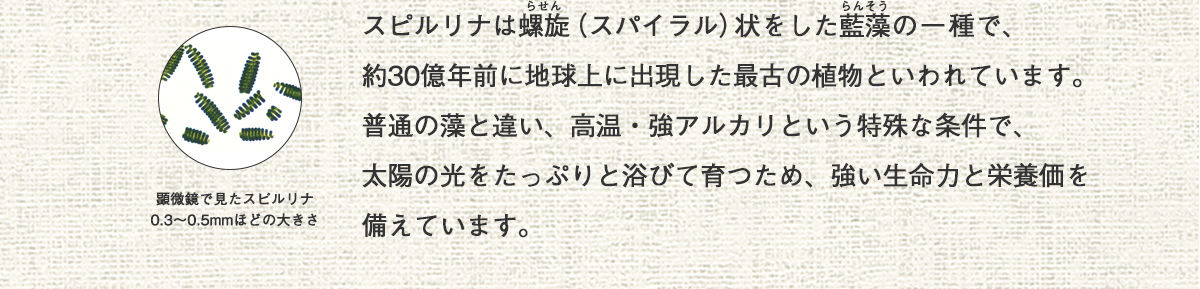 スピルリナは螺旋（スパイラル）状をした藍藻の一種で、
らせん
らんそう
約30億年前に地球上に出現した最古の植物といわれています。
普通の藻と違い、高温・強アルカリという特殊な条件で、
太陽の光をたっぷりと浴びて育つため、強い生命力と栄養価を
備えています。
顕微鏡で見たスピルリナ
0.3〜0.5mmほどの大きさ